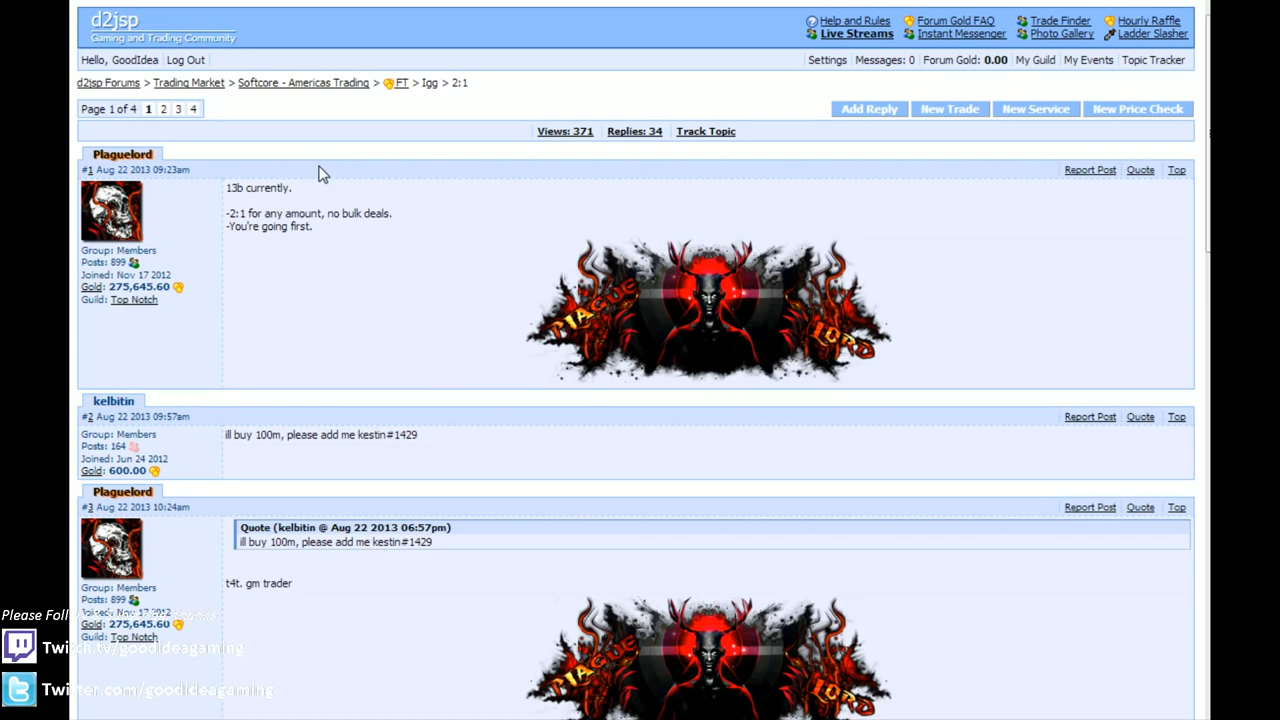 d2jsp
Gaming and Trading Community
Help and Rules Forum Gold FAQ Trade Finder Hourly Raffle
Live Streams Instant Messenger Photo Gallery Ladder Slasher
Hello, GoodIdea Log Out
Settings Messages: 0 Forum Gold: 0.00 My Guild My Events Topic Tracker
d2jsp Forums > Trading Market > Softcore - Americas Trading > FT > Igg > 2:1
Page 1 of 4 1 2 3 4
Add Reply New Trade New Service New Price Check
Views: 371 Replies: 34 Track Topic
Plaguelord
#1 Aug 22 2013 09:23am
Report Post Quote Top
Group: Members
Posts: 899
Joined: Nov 17 2012
Gold: 275,645.60
Guild: Top Notch
13b currently.
-2:1 for any amount, no bulk deals.
-You're going first.
PLAGUE LORD
kelbitin
#2 Aug 22 2013 09:57am
Report Post Quote Top
Group: Members
Posts: 164
Joined: Jun 24 2012
Gold: 600.00
ill buy 100m, please add me kestin#1429
Plaguelord
#3 Aug 22 2013 10:24am
Report Post Quote Top
Group: Members
Posts: 899
Joined: Nov 17 2012
Gold: 275,645.60
Guild: Top Notch
Quote (kelbitin @ Aug 22 2013 06:57pm)
ill buy 100m, please add me kestin#1429
t4t. gm trader
PLAGUE LORD
Please
Twitch.tv/goodideagaming
Twitter.com/goodideagaming